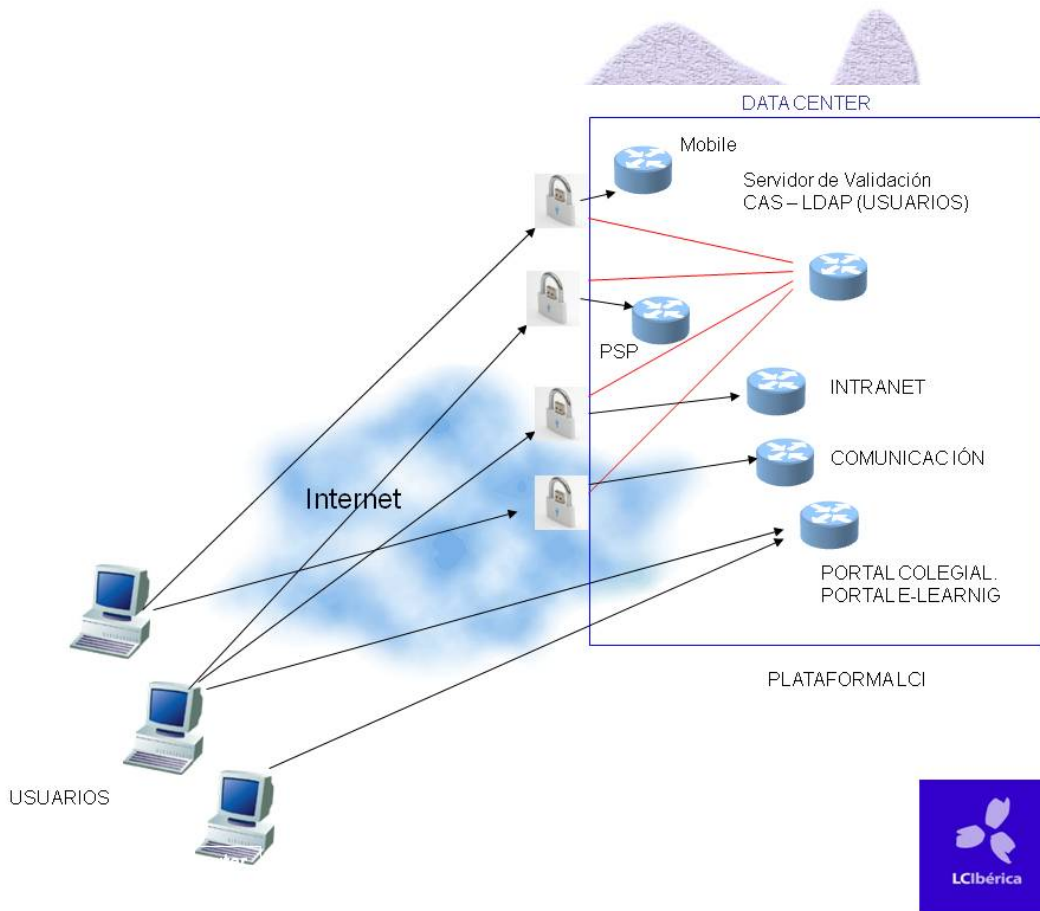 DATACENTER
Mobile
Servidor de Validación
CAS – LDAP (USUARIOS)
PSP
INTRANET
COMUNICACIÓN
Internet
PORTAL COLEGIAL.
PORTAL E-LEARNIG
PLATAFORMA LCI
USUARIOS
LCIbérica